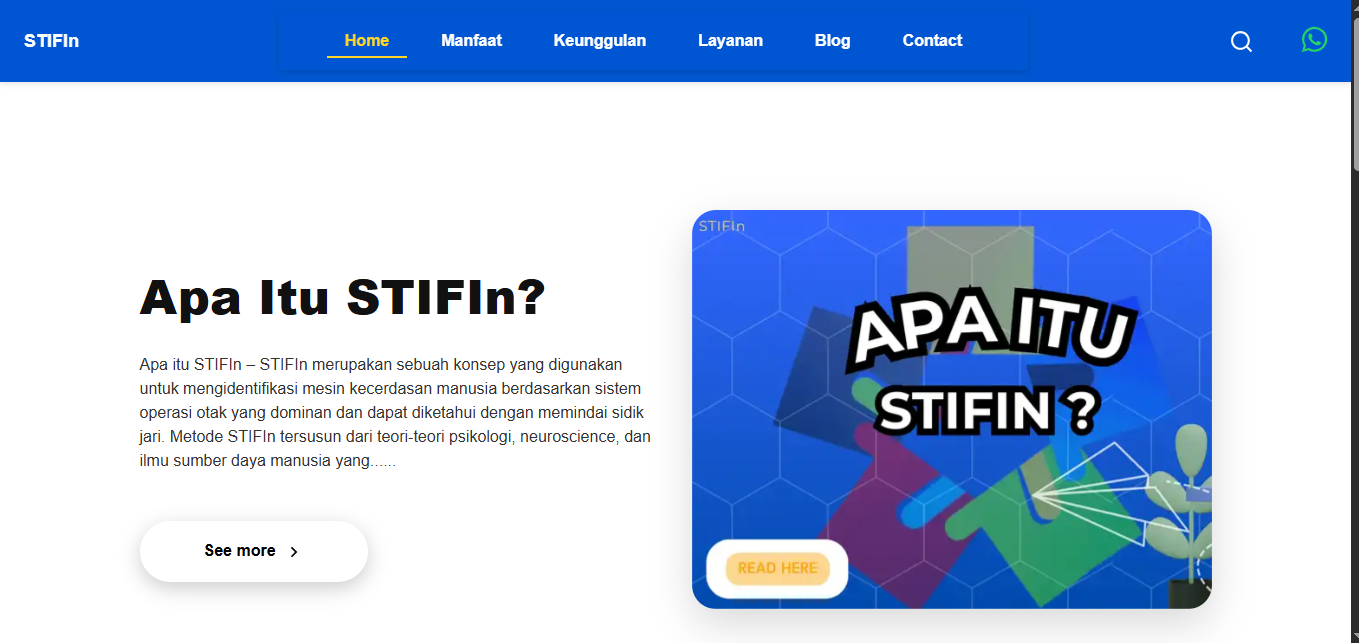 STIFIn
Home
Manfaat
Keunggulan
Layanan
Blog
Contact
Apa Itu STIFIn?
Apa itu STIFIn – STIFIn merupakan sebuah konsep yang digunakan
untuk mengidentifikasi mesin kecerdasan manusia berdasarkan sistem
operasi otak yang dominan dan dapat diketahui dengan memindai sidik
jari. Metode STIFIn tersusun dari teori-teori psikologi, neuroscience, dan
ilmu sumber daya manusia yang......
See more
STIFIn
APA ITU
STIFIN ?
READ HERE